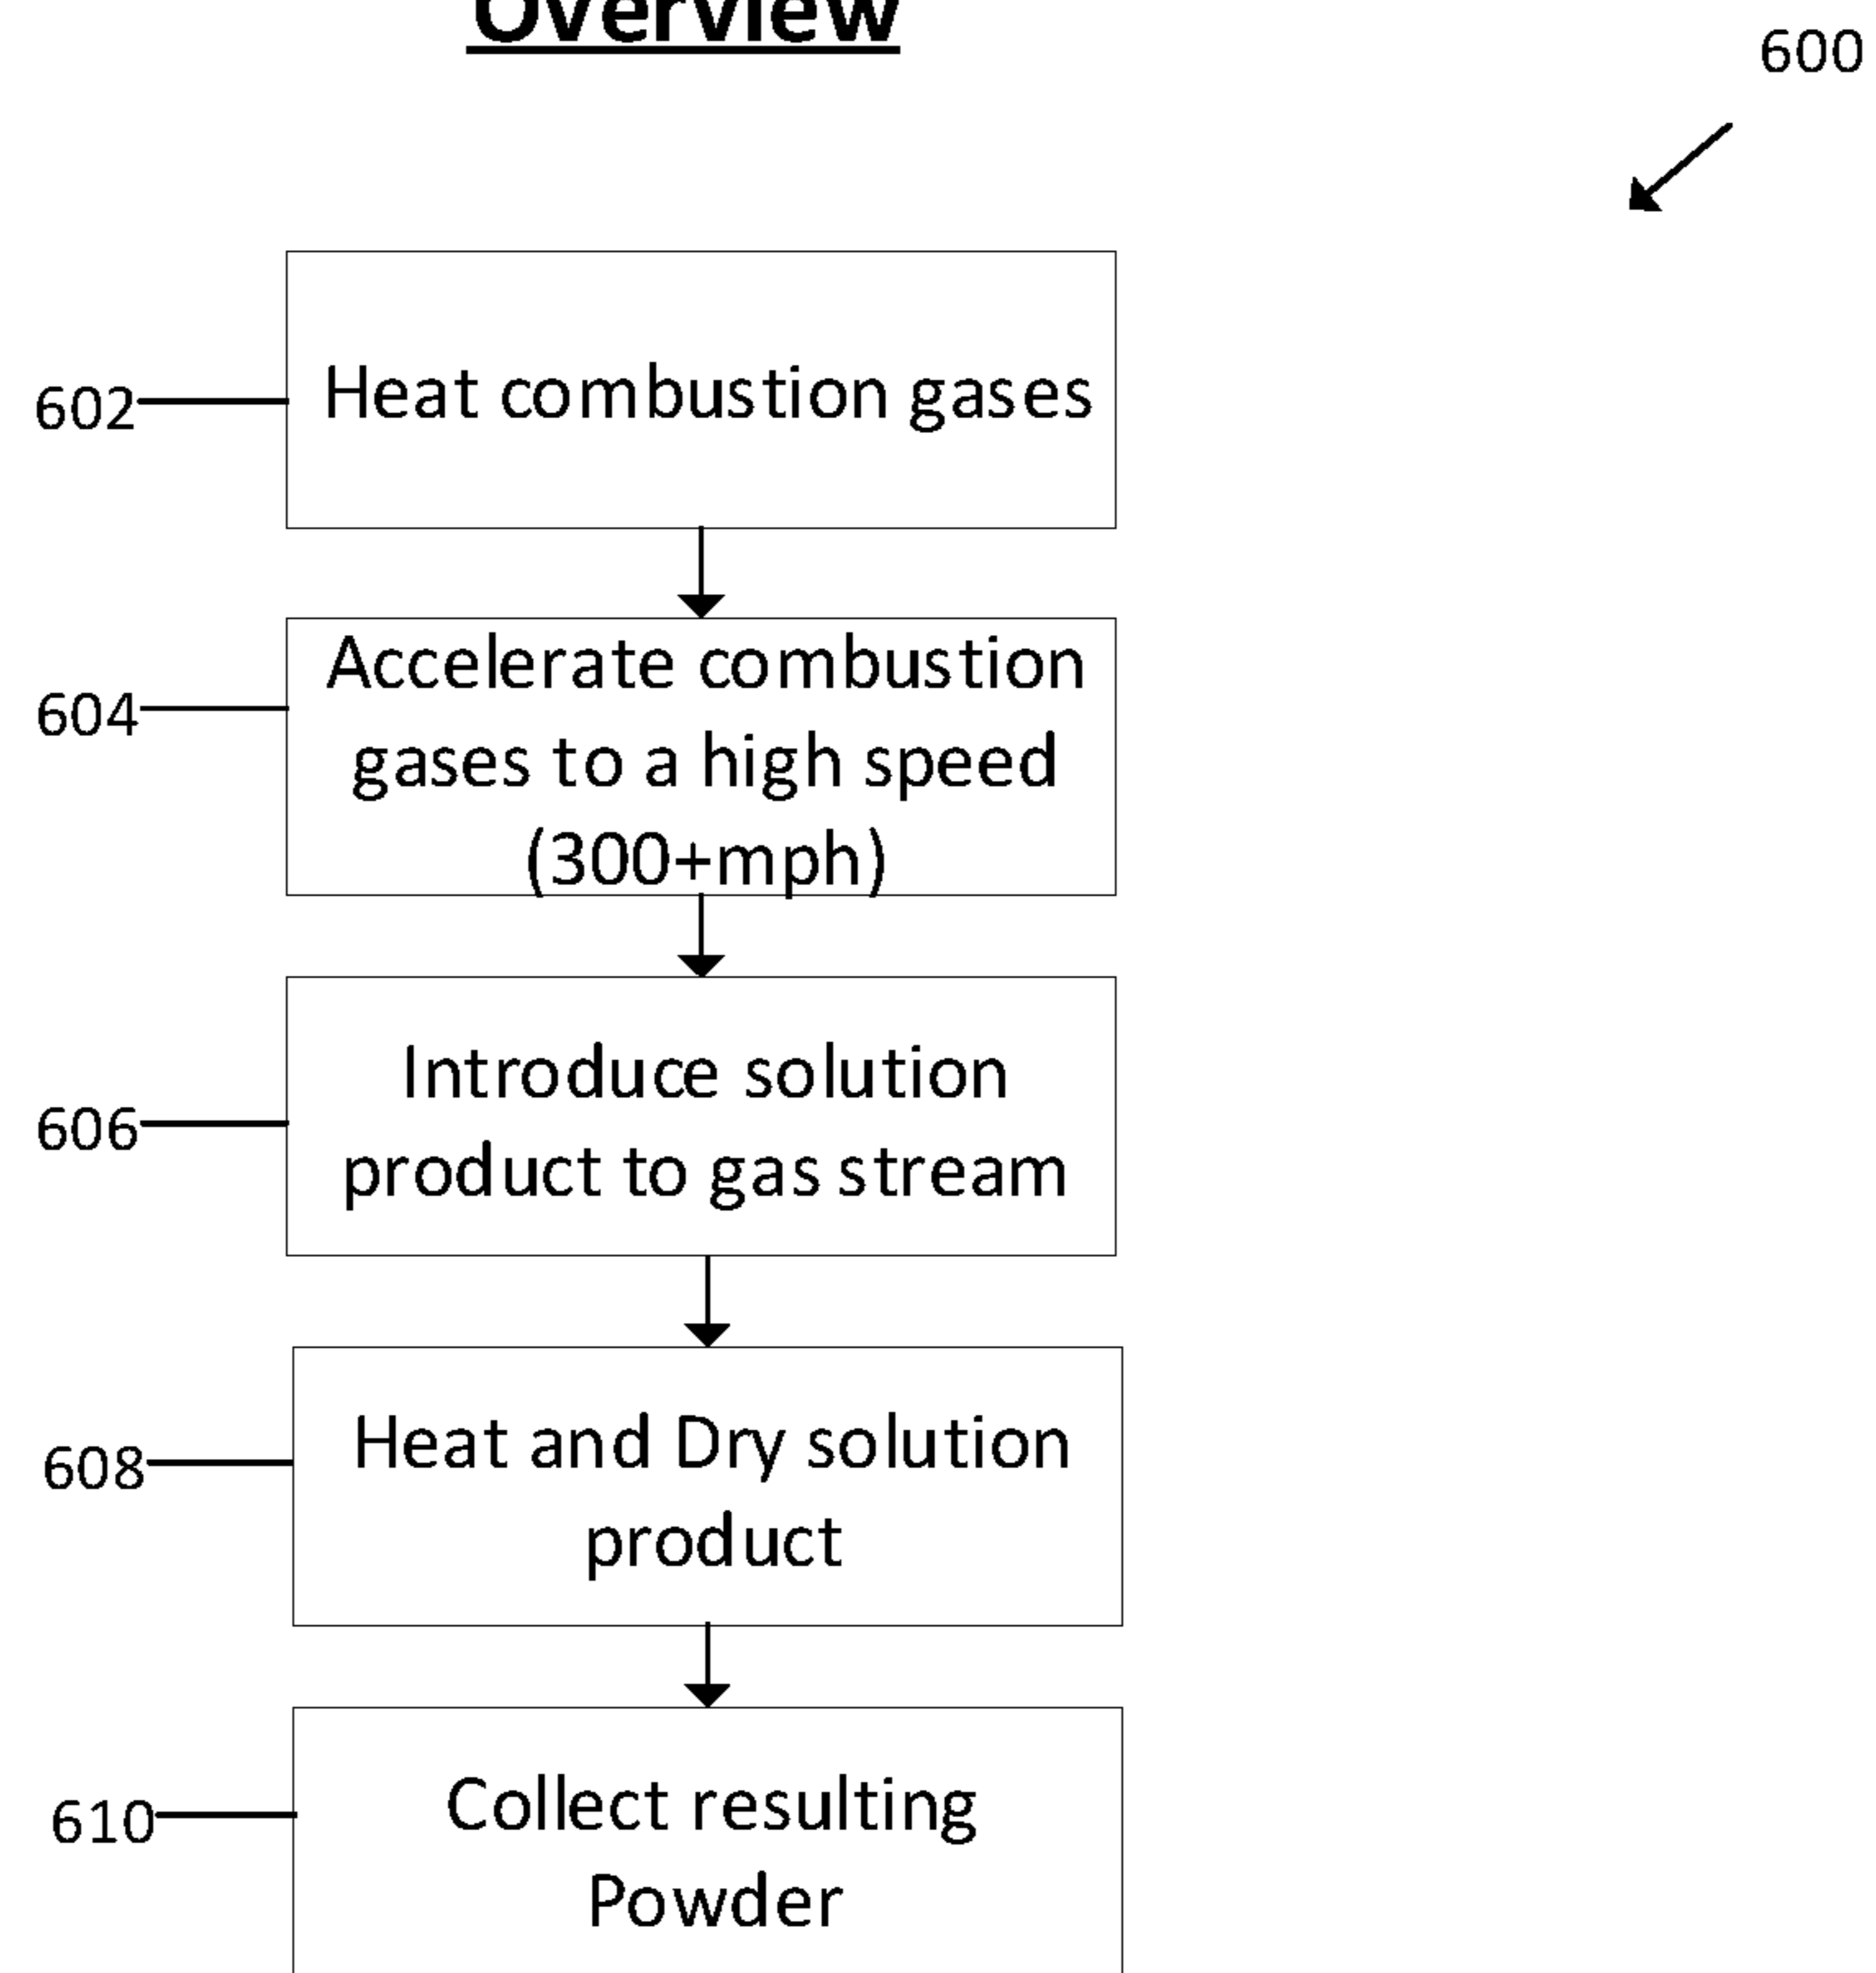 Overview
600
602
Heat combustion gases
604
Accelerate combustion
gases to a high speed
(300+mph)
606
Introduce solution
product to gas stream
608
Heat and Dry solution
product
610
Collect resulting
Powder